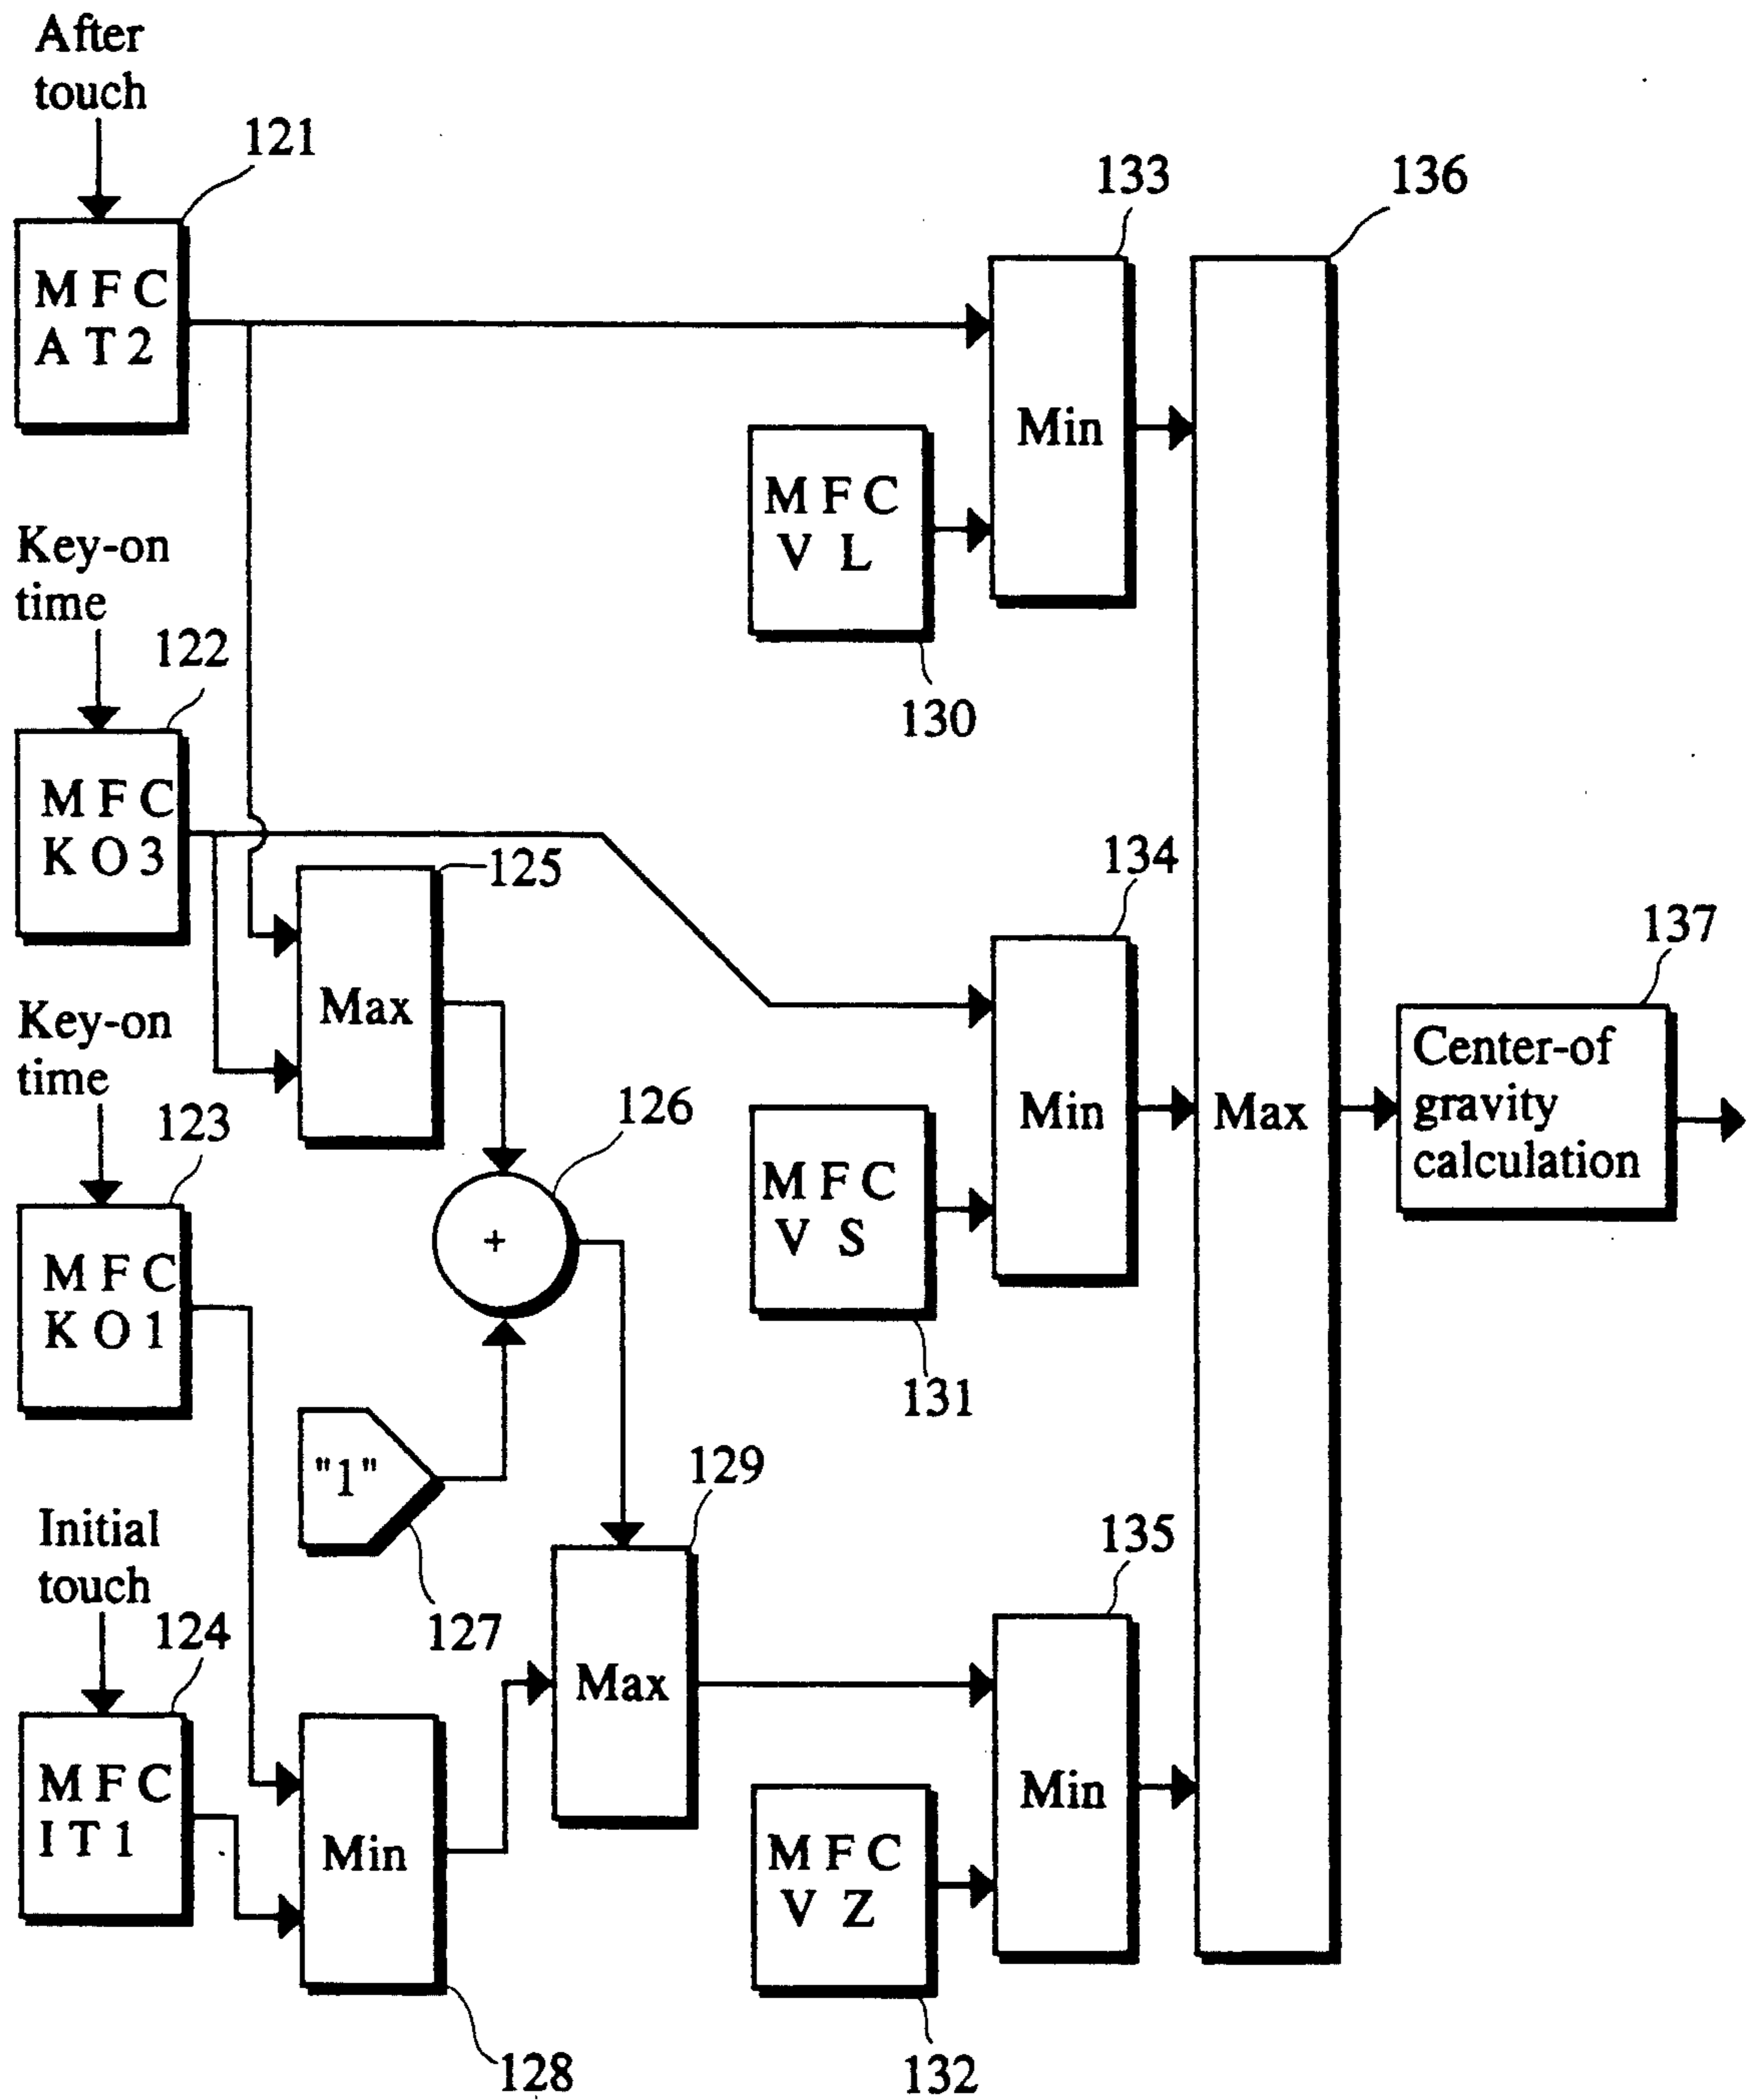 After
touch
121
133
136
M F C
A T 2
Min
M F C
V L
130
Key-on
time
122
M F C
K O 3
125
134
Max
137
Key-on
time
123
126
Center-of
gravity
calculation
Min
Max
M F C
V S
+
M F C
K O 1
131
"1"
129
Initial
touch
124
127
135
Max
M F C
I T 1
Min
Min
M F C
V Z
128
132